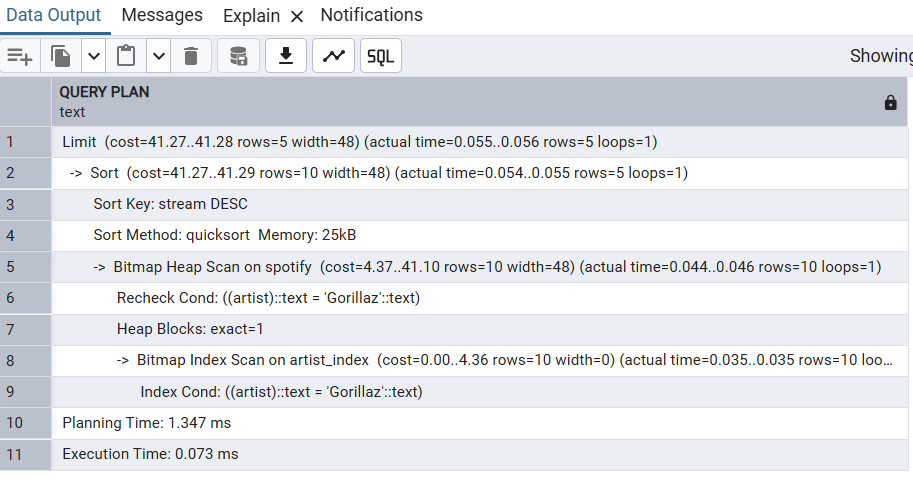 Data Output Messages Explain × Notifications
SQL Showing
QUERY PLAN
text
1 Limit (cost=41.27..41.28 rows=5 width=48) (actual time=0.055..0.056 rows=5 loops=1)
2 -> Sort (cost=41.27..41.29 rows=10 width=48) (actual time=0.054..0.055 rows=5 loops=1)
3 Sort Key: stream DESC
4 Sort Method: quicksort Memory: 25kB
5 -> Bitmap Heap Scan on spotify (cost=4.37..41.10 rows=10 width=48) (actual time=0.044..0.046 rows=10 loops=1)
6 Recheck Cond: ((artist)::text = 'Gorillaz'::text)
7 Heap Blocks: exact=1
8 -> Bitmap Index Scan on artist_index (cost=0.00..4.36 rows=10 width=0) (actual time=0.035..0.035 rows=10 loo...
9 Index Cond: ((artist)::text = 'Gorillaz'::text)
10 Planning Time: 1.347 ms
11 Execution Time: 0.073 ms